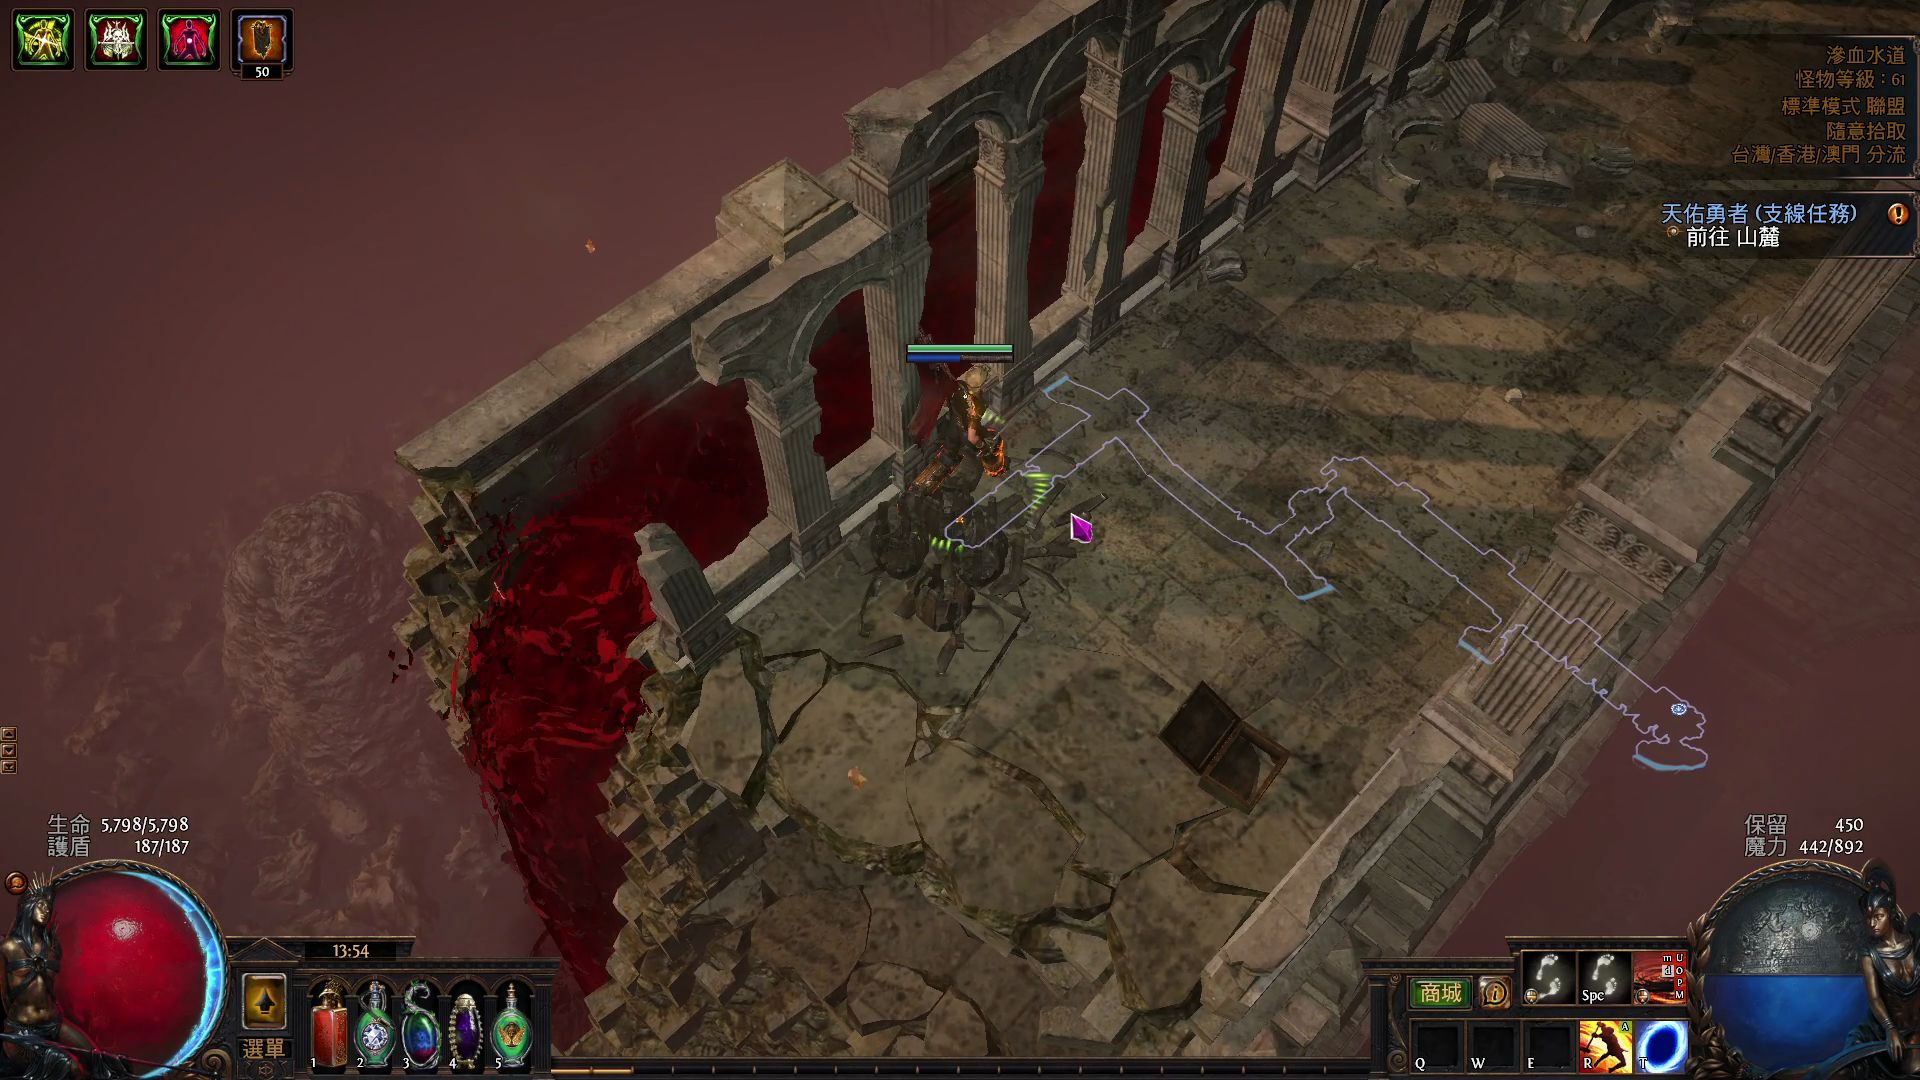 50
滲血水道
怪物等級：61
標準模式 聯盟
隨意拾取
台灣/香港/澳門 分流
天佑勇者 (支線任務)
前往 山麓
生命 5,798/5,798
護盾 187/187
保留 450
魔力 442/892
13:54
選單
1 2 3 4 5
商城
Spc
m U
d O
P
M
Q W E R A T